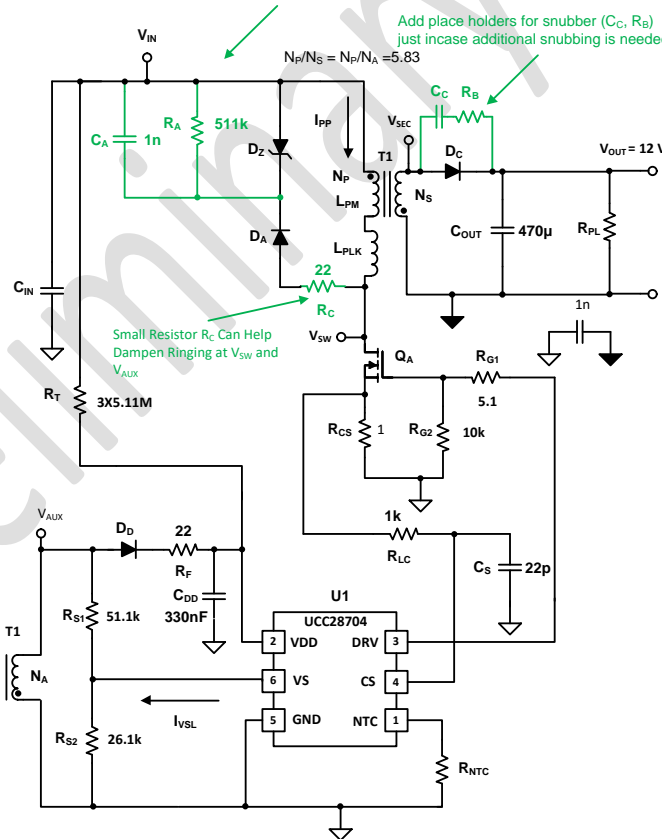 Add place holders for snubber (CC, RB)
just incase additional snubbing is neede
VIN
NP/NS = NP/NA =5.83
CC
RB
IPP
VSEC
RA
511k
CA
1n
DZ
T1
DC
VOUT = 12 V
NP
NS
LPM
COUT
470µ
RPL
DA
LPLK
CIN
22
RC
1n
Small Resistor RC Can Help
Dampen Ringing at VSW and
VAUX
VSW
QA
RG1
5.1
RT
3X5.11M
RCS
1
RG2
10k
VAUX
DD
22
RF
1k
RLC
CS
22p
CDD
330nF
U1
UCC28704
RS1
51.1k
T1
NA
2
VDD
DRV
3
6
VS
CS
4
5
GND
NTC
1
IVSL
RS2
26.1k
RNTC